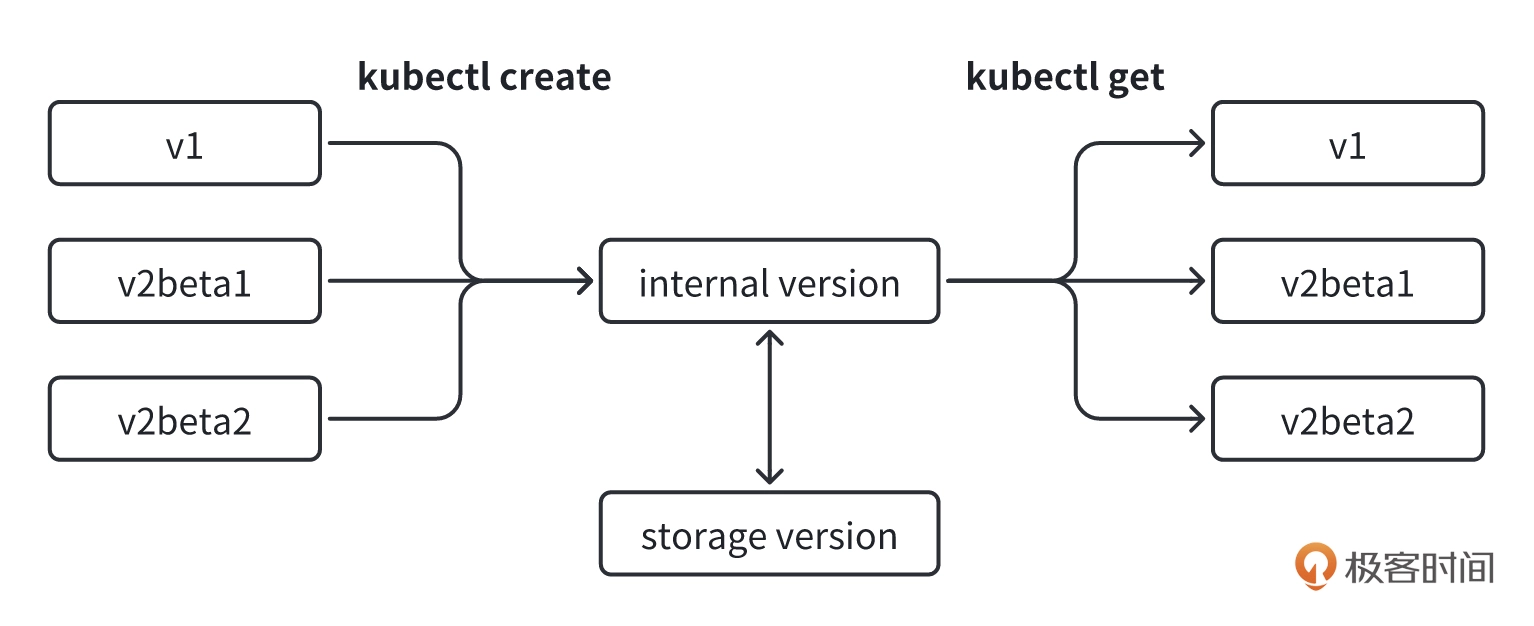 kubectl create
kubectl get
v1
v1
v2beta1
internal version
v2beta1
v2beta2
v2beta2
storage version
极客时间